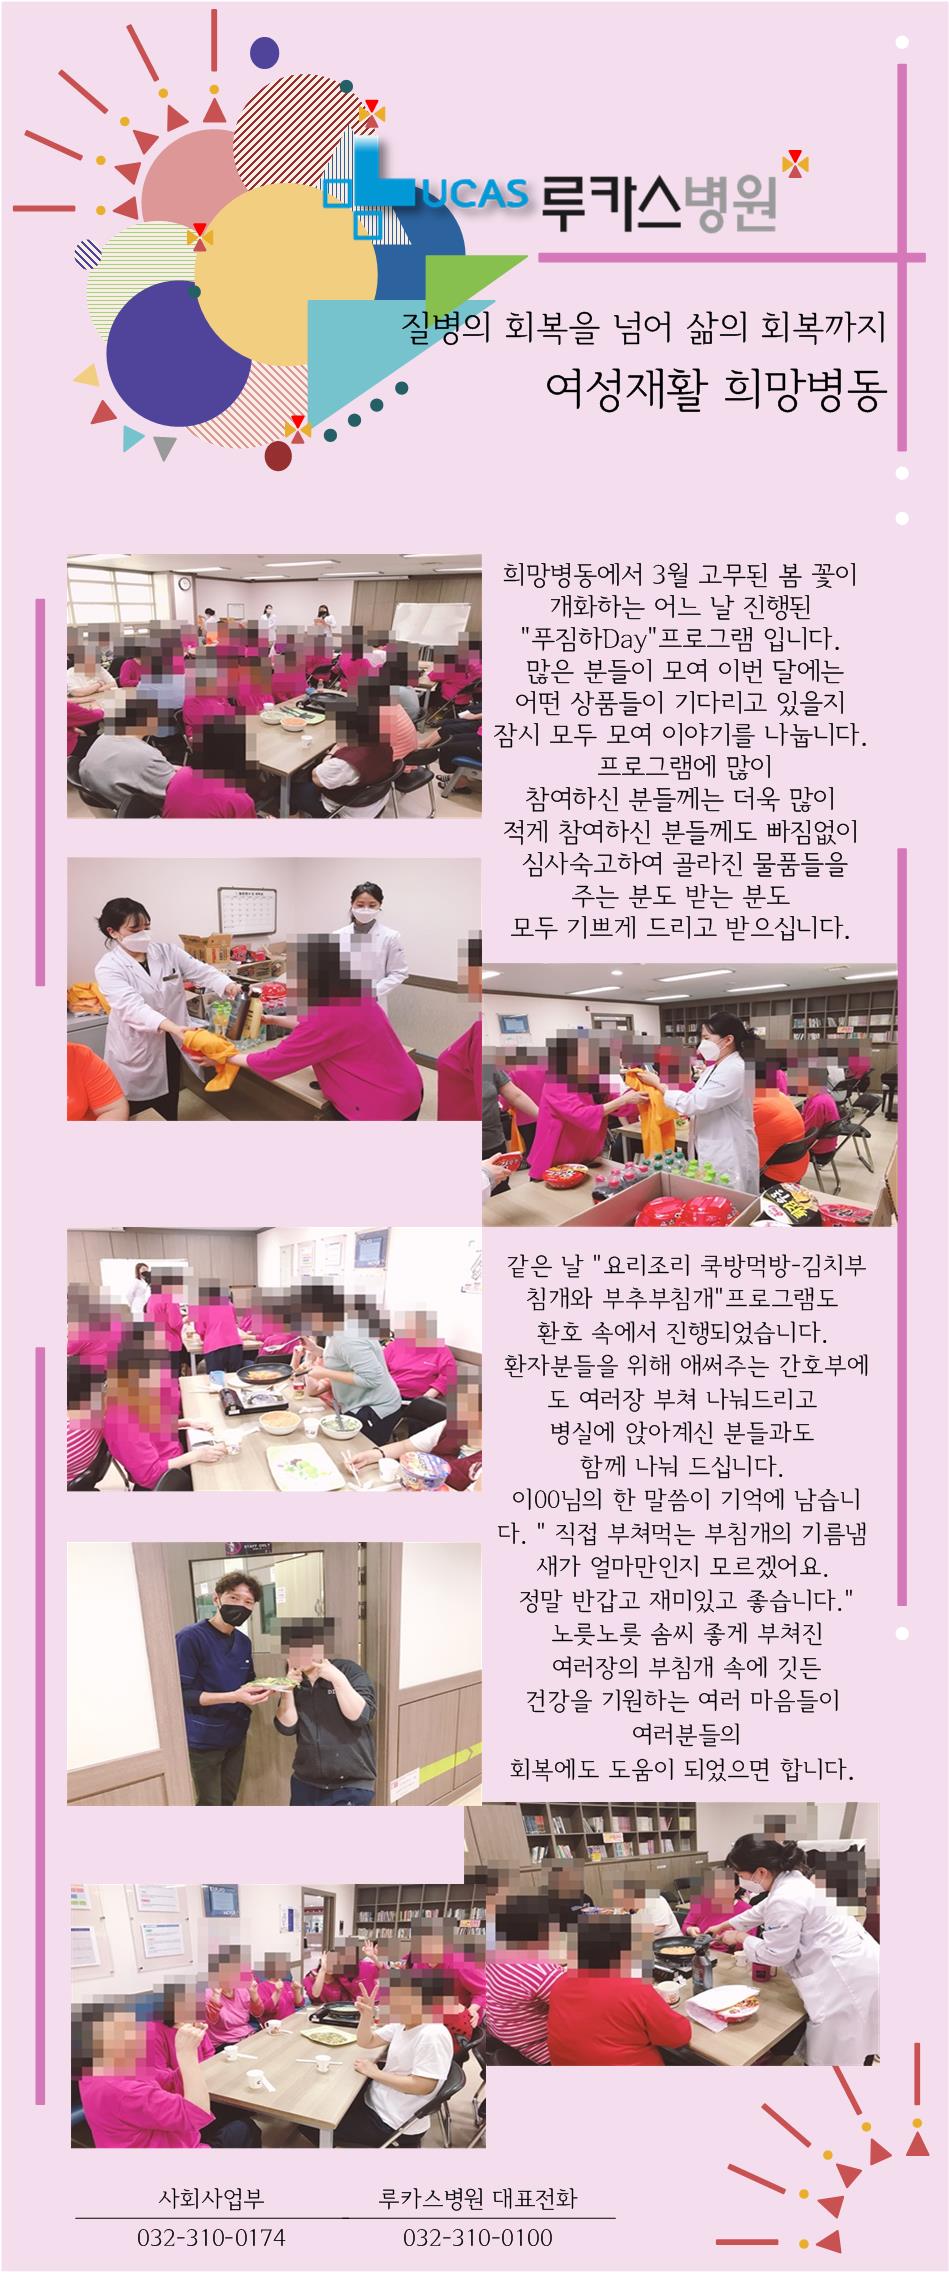 LUCAS 루카스병원
질병의 회복을 넘어 삶의 회복까지
여성재활 희망병동
희망병동에서 3월 고무된 봄 꽃이
개화하는 어느 날 진행된
"푸짐하Day"프로그램 입니다.
많은 분들이 모여 이번 달에는
어떤 상품들이 기다리고 있을지
잠시 모두 모여 이야기를 나눕니다.
프로그램에 많이
참여하신 분들께는 더욱 많이
적게 참여하신 분들께도 빠짐없이
심사숙고하여 골라진 물품들을
주는 분도 받는 분도
모두 기쁘게 드리고 받으십니다.
같은 날 "요리조리 쿡방먹방-김치부
침개와 부추부침개"프로그램도
환호 속에서 진행되었습니다.
환자분들을 위해 애써주는 간호부에
도 여러장 부쳐 나눠드리고
병실에 앉아계신 분들과도
함께 나눠 드십니다.
이00님의 한 말씀이 기억에 남습니
다. " 직접 부쳐먹는 부침개의 기름냄
새가 얼마만인지 모르겠어요.
정말 반갑고 재미있고 좋습니다."
노릇노릇 솜씨 좋게 부쳐진
여러장의 부침개 속에 깃든
건강을 기원하는 여러 마음들이
여러분들의
회복에도 도움이 되었으면 합니다.
STAFF ONLY
사회사업부
032-310-0174
루카스병원 대표전화
032-310-0100